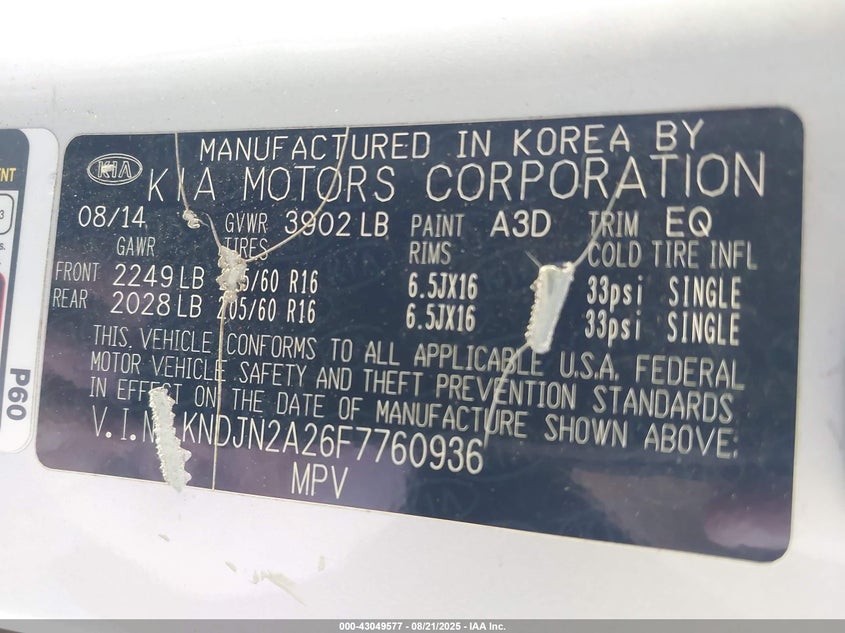 MANUFACTURED IN KOREA BY
KIA KIA MOTORS CORPORATION
08/14 GVWR 3902 LB PAINT A3D TRIM EQ
GAWR TIRES RIMS COLD TIRE INFL
FRONT 2249 LB /60 R16 6.5JX16 33psi SINGLE
REAR 2028 LB 205/60 R16 6.5JX16 33psi SINGLE
THIS VEHICLE CONFORMS TO ALL APPLICABLE U.S.A. FEDERAL
MOTOR VEHICLE SAFETY AND THEFT PREVENTION STANDARDS
IN EFFECT ON THE DATE OF MANUFACTURE SHOWN ABOVE:
V.I.N KNDJN2A26F7760936
MPV
P60
000-43049577 - 08/21/2025 - IAA Inc.